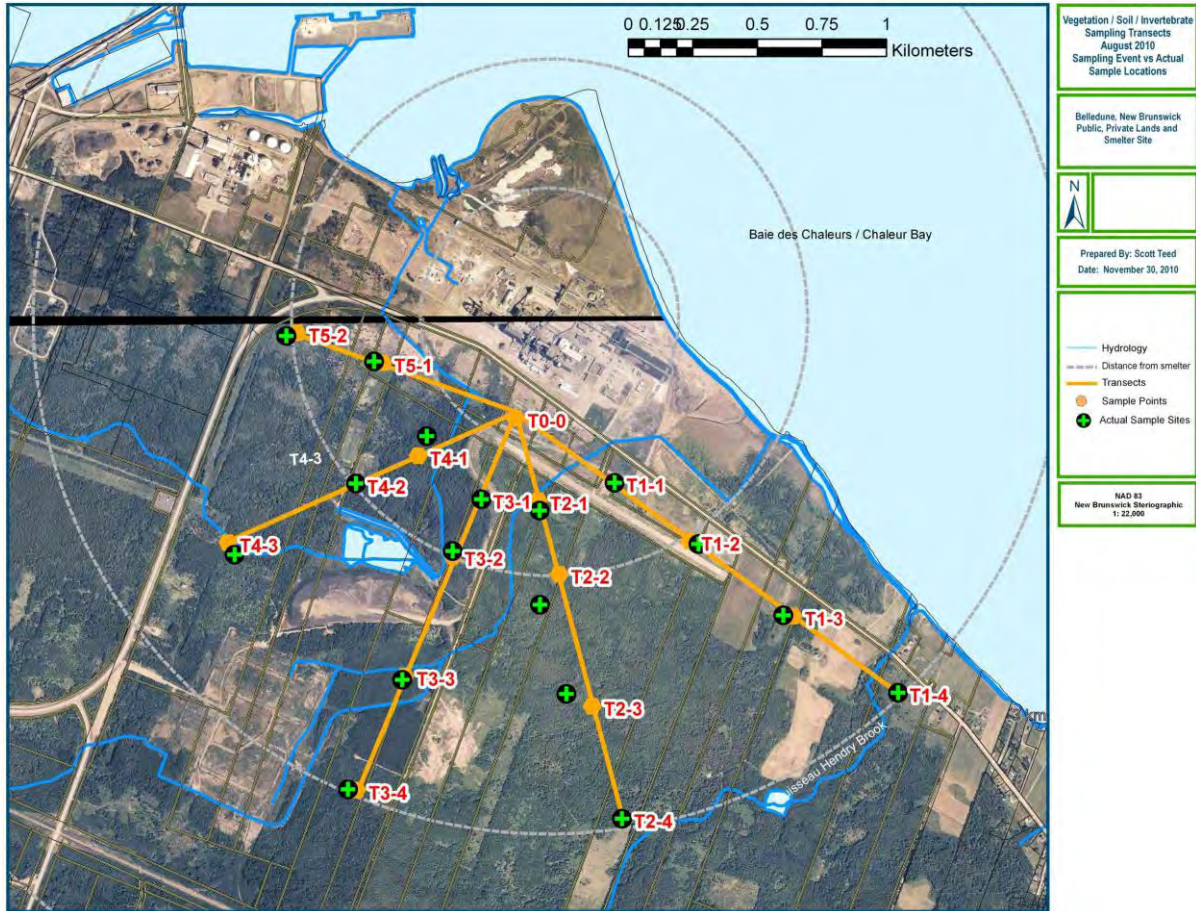 0 0.125 0.25 0.5 0.75 1
Kilometers
Baie des Chaleurs / Chaleur Bay
T5-2
T5-1
T0-0
T4-1
T4-3
T4-2
T3-1
T2-1
T1-1
T4-3
T3-2
T1-2
T2-2
T1-3
T3-3
T2-3
T1-4
km
isseau Hendry Brook
T3-4
T2-4
Vegetation / Soil / Invertebrate
Sampling Transects
August 2010
Sampling Event vs Actual
Sample Locations
Belledune, New Brunswick
Public, Private Lands and
Smelter Site
N
Prepared By: Scott Teed
Date: November 30, 2010
Hydrology
Distance from smelter
Transects
Sample Points
Actual Sample Sites
NAD 83
New Brunswick Steriographic
1: 22,000